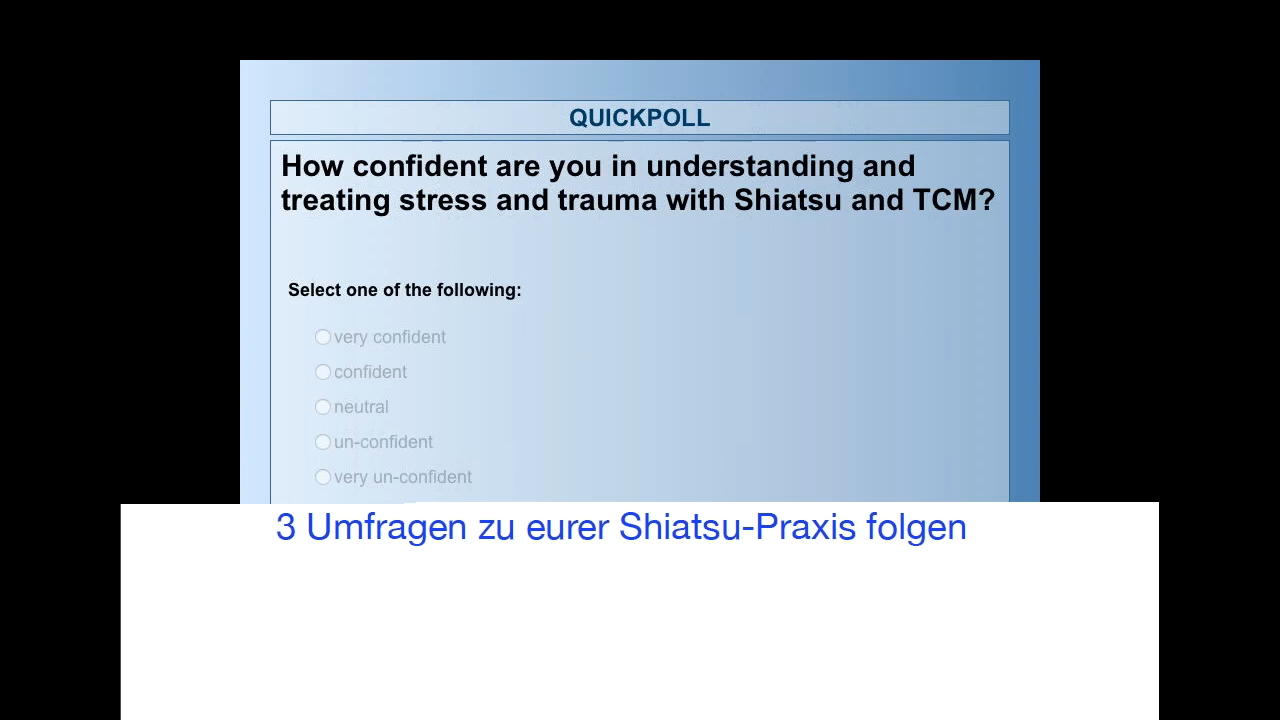 QUICKPOLL
How confident are you in understanding and
treating stress and trauma with Shiatsu and TCM?
Select one of the following:
very confident
confident
neutral
un-confident
very un-confident
3 Umfragen zu eurer Shiatsu-Praxis folgen